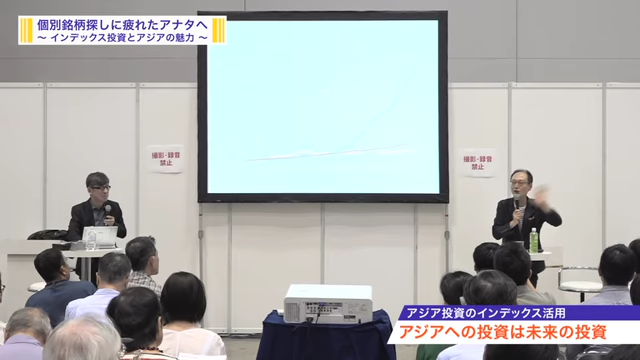 個別銘柄探しに疲れたアナタへ
～ インデックス投資とアジアの魅力 ～
撮影・録音
禁止
撮影・録音
禁止
アジア投資のインデックス活用
アジアへの投資は未来の投資